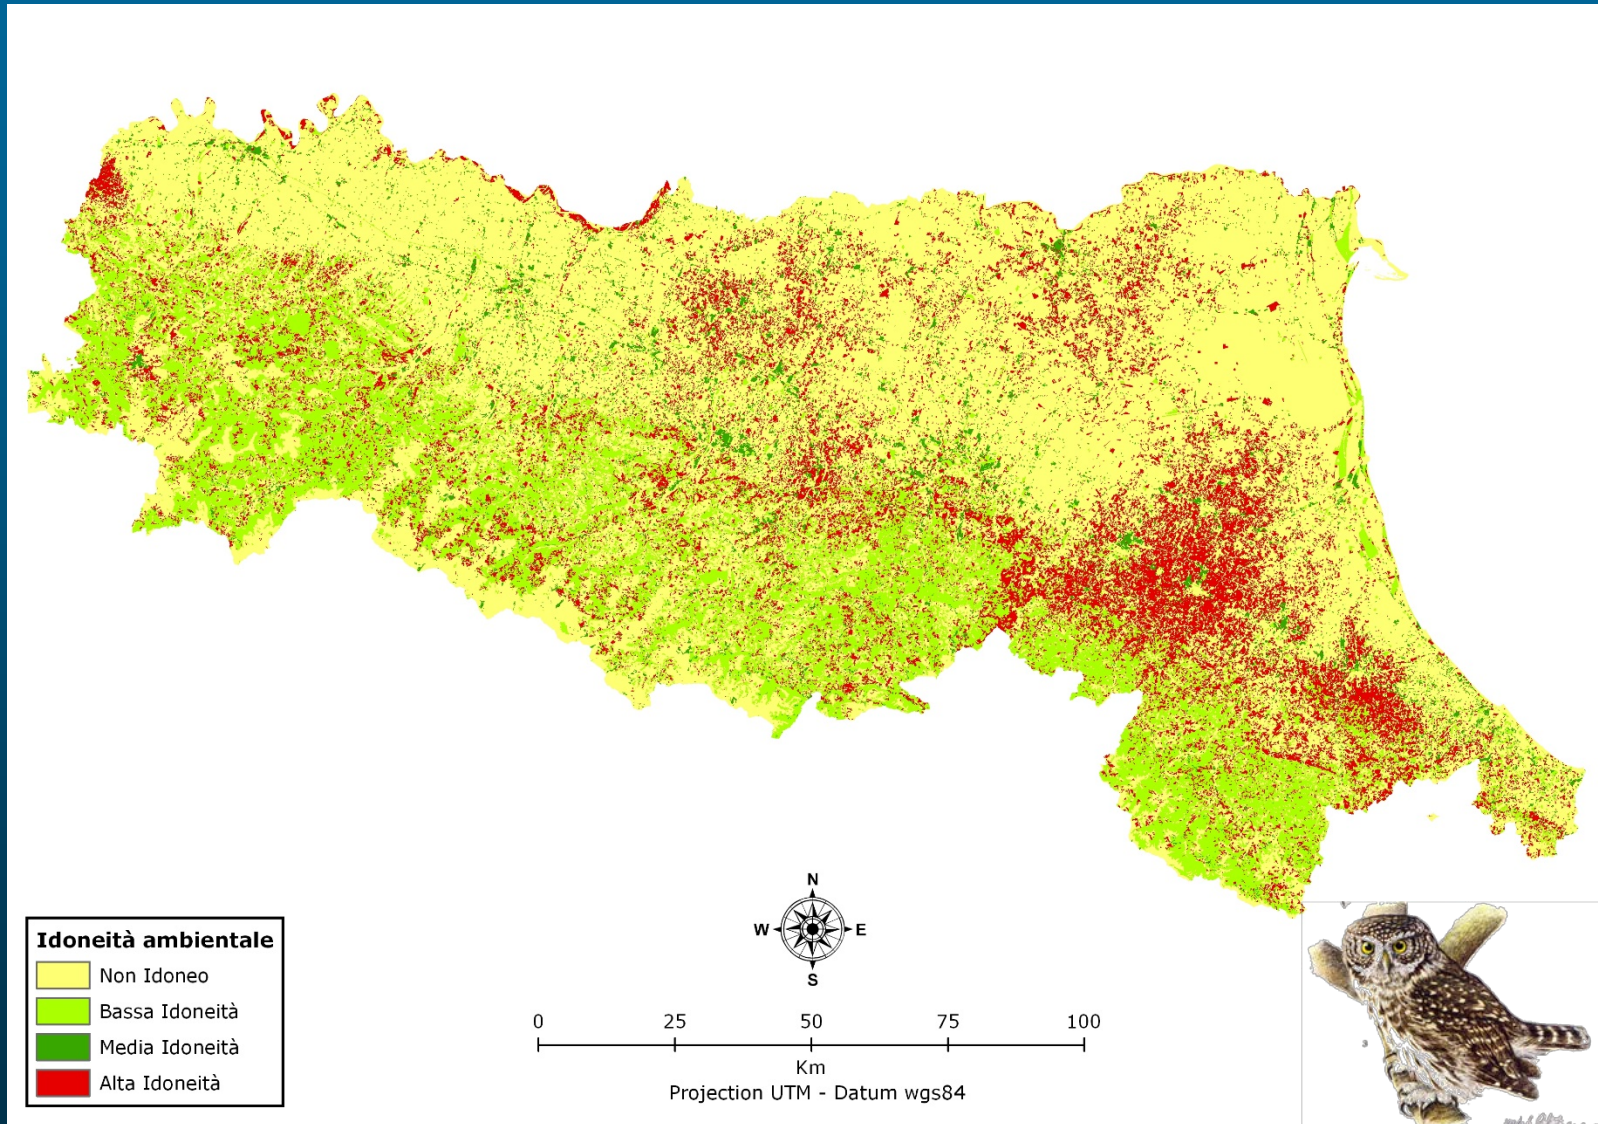 N
W E
S
Idoneità ambientale
Non Idoneo
Bassa Idoneità
Media Idoneità
Alta Idoneità
0 25 50 75 100
Km
Projection UTM - Datum wgs84
3